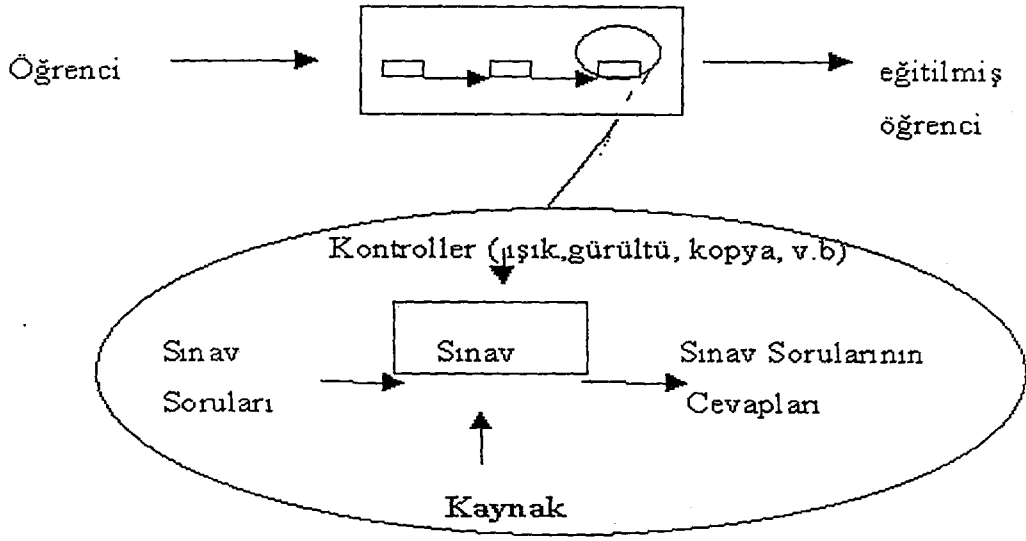 Öğrenci
eğitilmiş
öğrenci
Kontroller (ışık,gürültü, kopya, v.b)
Sınav
Soruları
Sınav
Sınav Sorularının
Cevapları
Kaynak